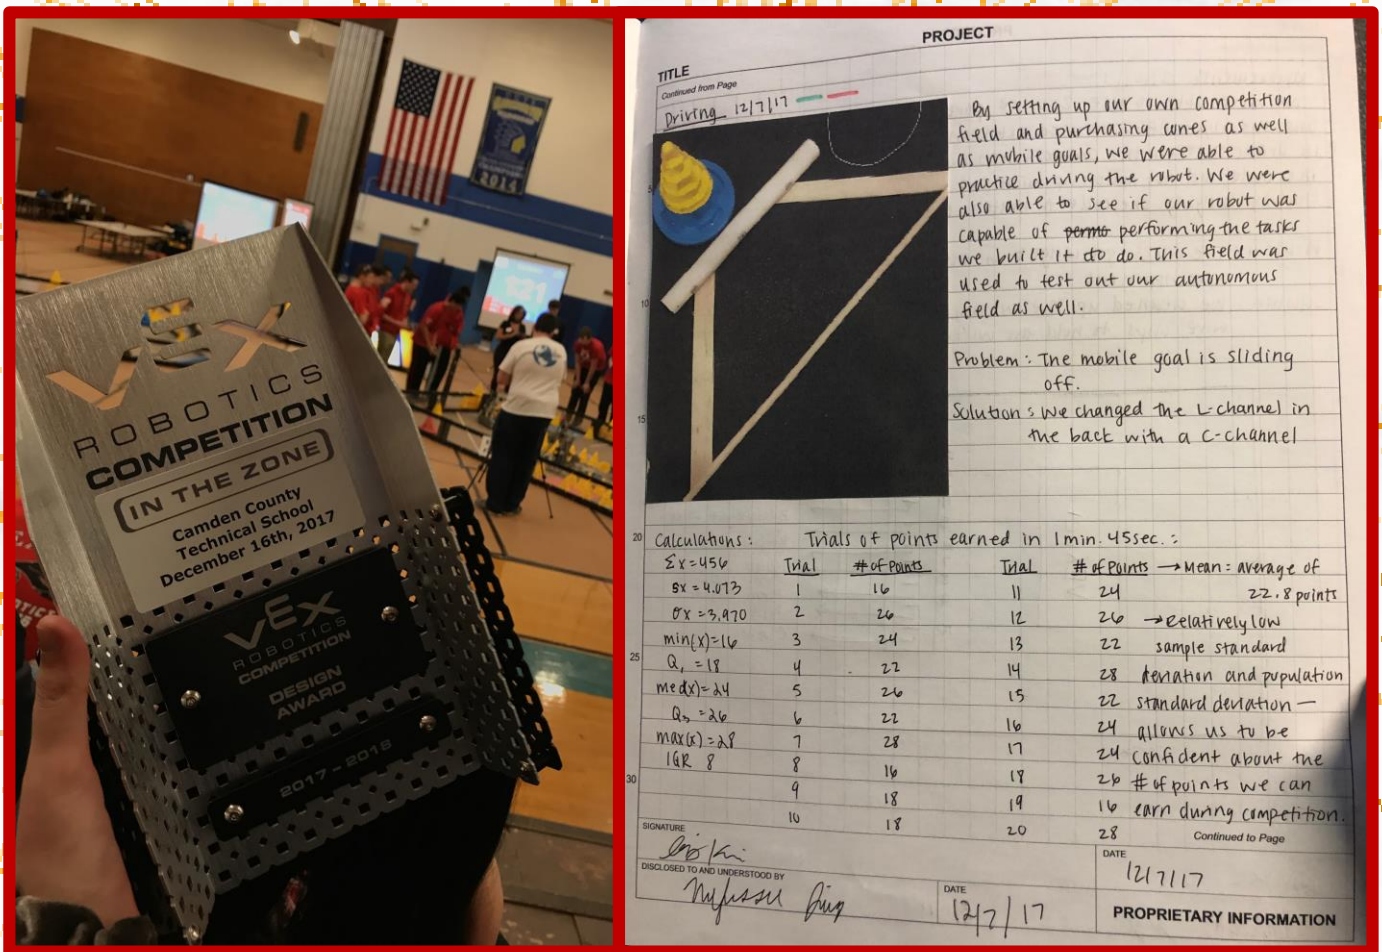 2014
VEX
ROBOTICS
COMPETITION
IN THE ZONE
Camden County
Technical School
December 16th, 2017
VEX
ROBOTICS
COMPETITION
DESIGN
AWARD
2017-2018
PROJECT
TITLE
Continued from Page
Driving 12/7/17
By setting up our own competition
field and purchasing cones as well
as mobile goals, we were able to
practice driving the robot. We were
also able to see if our robot was
capable of performing the tasks
we built it to do. This field was
used to test out our autonomous
field as well.
Problem: The mobile goal is sliding
off.
Solution: We changed the L-channel in
the back with a C-channel
5
10
15
20
25
30
Calculations: Trials of points earned in 1min. 45sec.:
Σx=456 Trial # of Points Trial # of Points → Mean: average of
sx=4.073 1 16 11 24 22.8 points
σx=3.970 2 26 12 26 → Relatively low
min(x)=16 3 24 13 22 sample standard
Q₁=18 4 22 14 28 deviation and population
med(x)=24 5 26 15 22 standard deviation —
Q₃=26 6 22 16 24 allows us to be
max(x)=28 7 28 17 24 confident about the
IQR 8 8 16 18 26 # of points we can
9 18 19 16 earn during competition.
10 18 20 28 Continued to Page
SIGNATURE
DISCLOSED TO AND UNDERSTOOD BY
DATE
12/7/17
DATE
12/7/17
PROPRIETARY INFORMATION